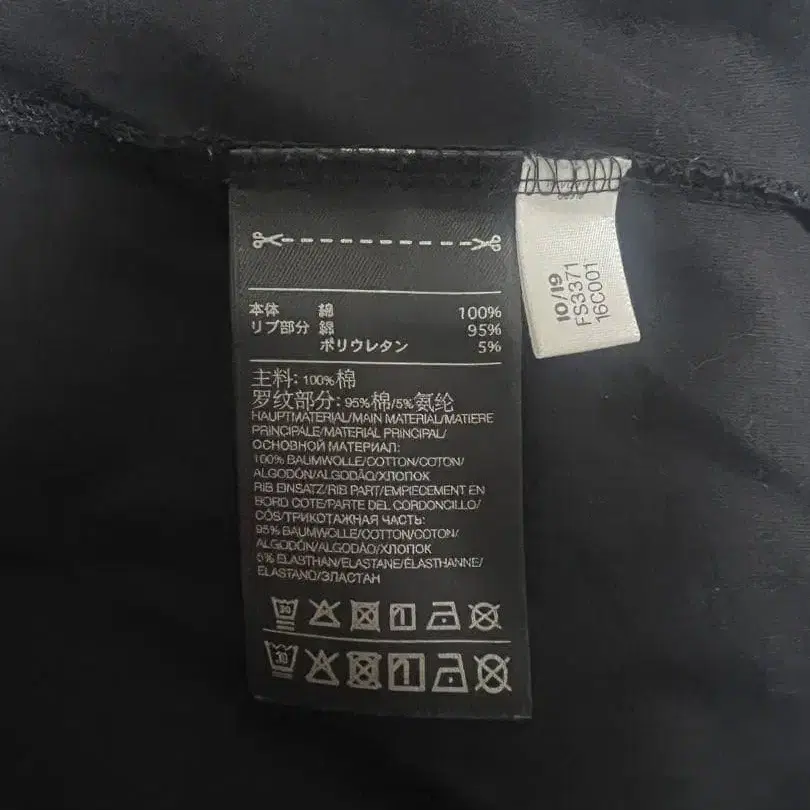 本体 綿 100%
リブ部分 綿 95%
ポリウレタン 5%
主料: 100%棉
罗纹部分: 95%棉/5%氨纶
HAUPTMATERIAL/MAIN MATERIAL/MATIERE
PRINCIPALE/MATERIAL PRINCIPAL/
ОСНОВНОЙ МАТЕРИАЛ:
100% BAUMWOLLE/COTTON/COTON/
ALGODÓN/ALGODÃO/ХЛОПОК
RIB EINSATZ/RIB PART/EMPIECEMENT EN
BORD COTE/PARTE DEL CORDONCILLO/
CÓS/ТРИКОТАЖНАЯ ЧАСТЬ:
95% BAUMWOLLE/COTTON/COTON/
ALGODÓN/ALGODÃO/ХЛОПОК
5% ELASTHAN/ELASTANE/ÉLASTHANNE/
ELASTANO/ЭЛАСТАН
30
30
10/19
FS3371
16C001